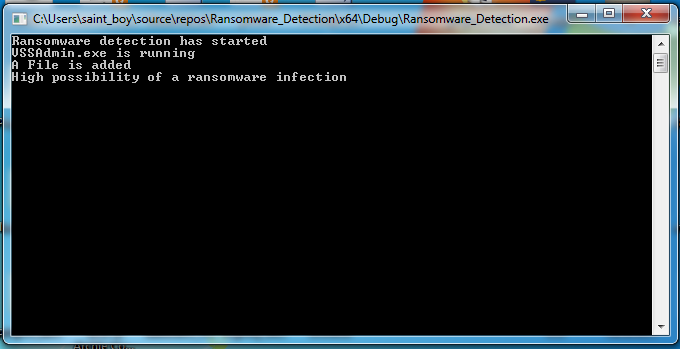 C:\Users\saint_boy\source\repos\Ransomware_Detection\x64\Debug\Ransomware_Detection.exe
Ransomware detection has started
VSSAdmin.exe is running
A File is added
High possibility of a ransomware infection